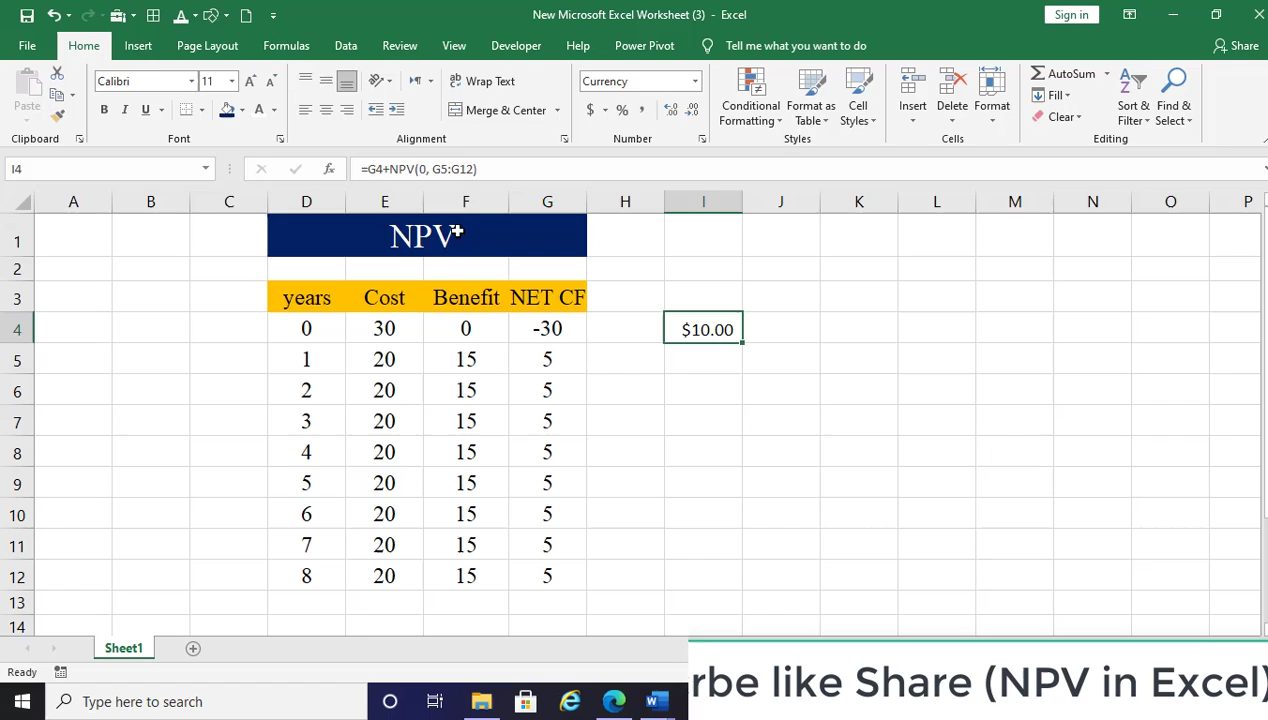 New Microsoft Excel Worksheet (3) - Excel
Sign in
File Home Insert Page Layout Formulas Data Review View Developer Help Power Pivot Tell me what you want to do Share
Paste
Clipboard
Calibri 11
B I U
Font
Wrap Text
Merge & Center
Alignment
Currency
$ % ,
Number
Conditional Formatting
Format as Table
Cell Styles
Styles
Insert Delete Format
Cells
AutoSum
Fill
Clear
Sort & Filter
Find & Select
Editing
I4 fx =G4+NPV(0, G5:G12)
A B C D E F G H I J K L M N O P
1 NPV
2
3 years Cost Benefit NET CF
4 0 30 0 -30 $10.00
5 1 20 15 5
6 2 20 15 5
7 3 20 15 5
8 4 20 15 5
9 5 20 15 5
10 6 20 15 5
11 7 20 15 5
12 8 20 15 5
13
14
Sheet1
Ready
rbe like Share (NPV in Excel)
Type here to search